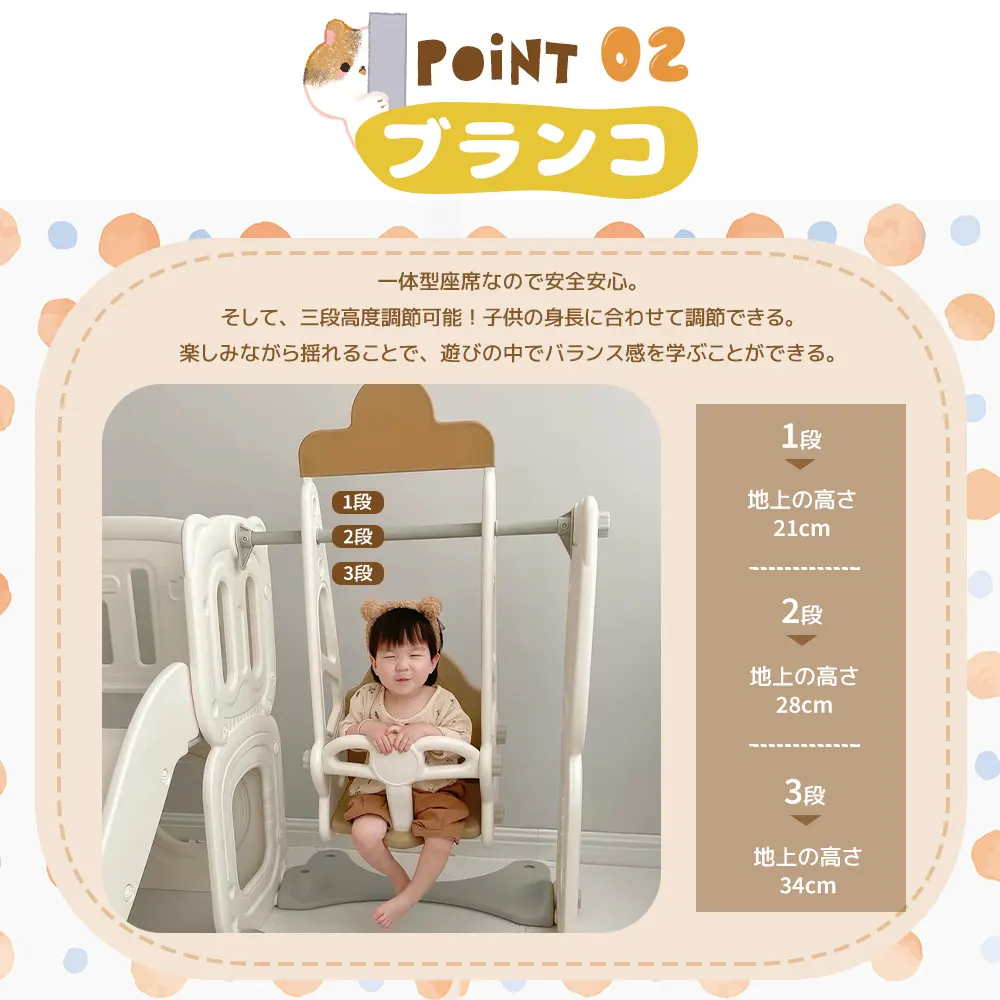 POiNT 02
ブランコ
一体型座席なので安全安心。
そして、三段高度調節可能！子供の身長に合わせて調節できる。
楽しみながら揺れることで、遊びの中でバランス感を学ぶことができる。
1段
2段
3段
1段
地上の高さ
21cm
2段
地上の高さ
28cm
3段
地上の高さ
34cm